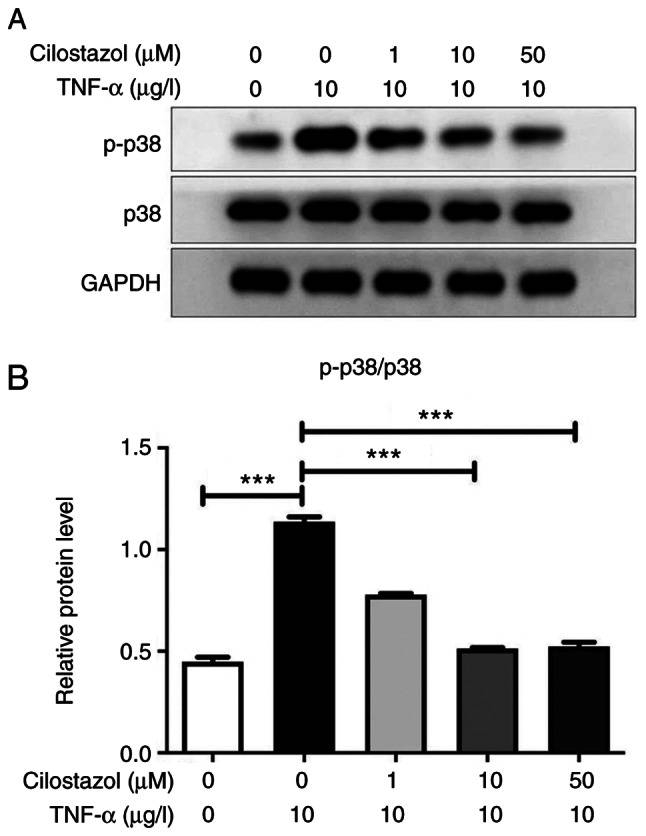 A
Cilostazol (µM) 0 0 1 10 50
TNF-α (µg/l) 0 10 10 10 10
p-p38
p38
GAPDH
B
p-p38/p38
***
***
***
1.5
1.0
0.5
0.0
Relative protein level
Cilostazol (µM) 0 0 1 10 50
TNF-α (µg/l) 0 10 10 10 10